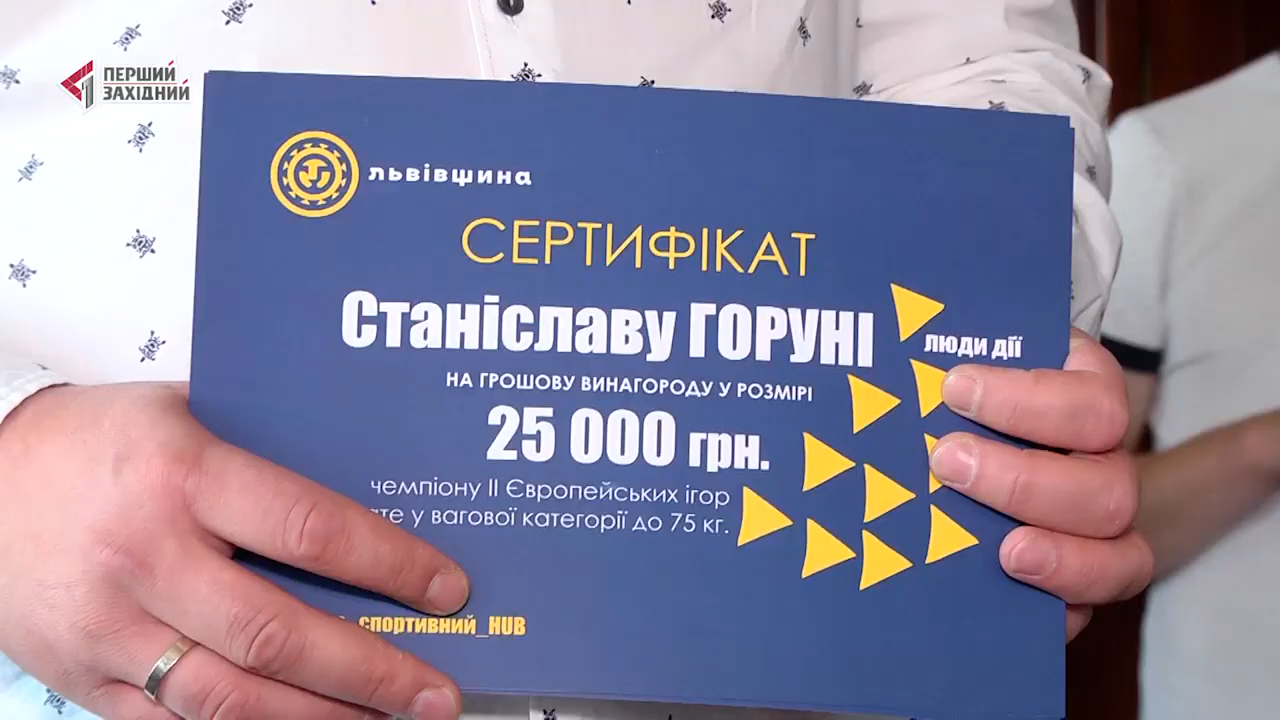 ПЕРШИЙ
ЗАХІДНИЙ
львівщина
СЕРТИФІКАТ
Станіславу ГОРУНІ
люди дії
НА ГРОШОВУ ВИНАГОРОДУ У РОЗМІРІ
25 000 грн.
чемпіону ІІ Європейських ігор
у вагової категорії до 75 кг.
спортивний_HUB